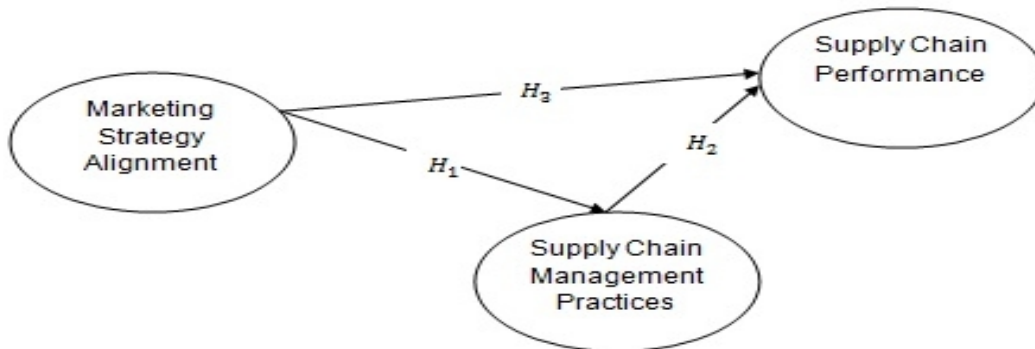 Supply Chain
Performance
Marketing
Strategy
Alignment
H₃
H₁
H₂
Supply Chain
Management
Practices